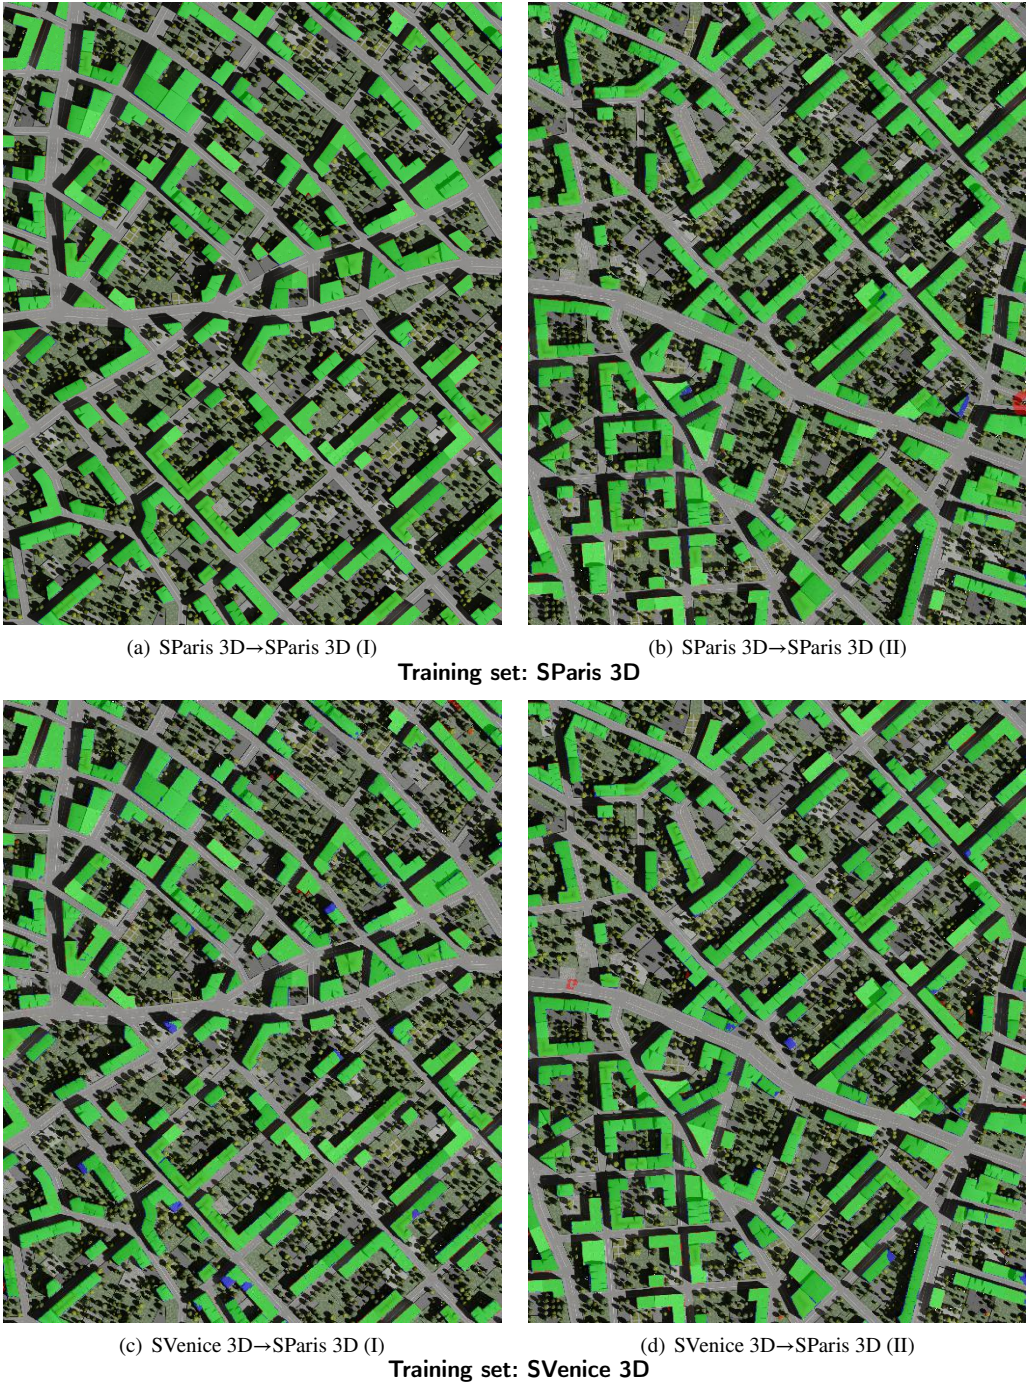 (a) SParis 3D→SParis 3D (I)
(b) SParis 3D→SParis 3D (II)
Training set: SParis 3D
(c) SVenice 3D→SParis 3D (I)
(d) SVenice 3D→SParis 3D (II)
Training set: SVenice 3D